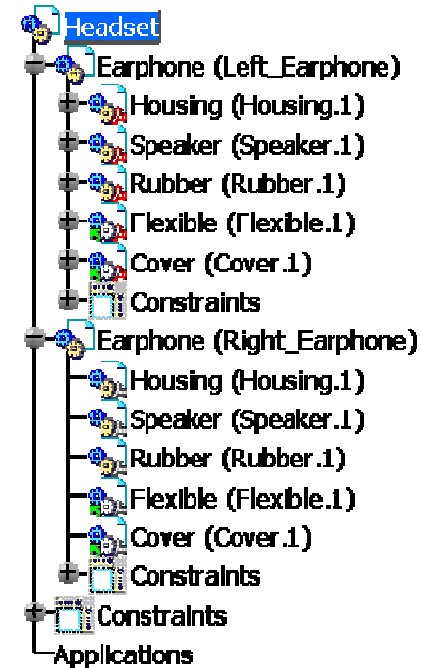 Headset
Earphone (Left_Earphone)
Housing (Housing.1)
Speaker (Speaker.1)
Rubber (Rubber.1)
Flexible (Flexible.1)
Cover (Cover.1)
Constraints
Earphone (Right_Earphone)
Housing (Housing.1)
Speaker (Speaker.1)
Rubber (Rubber.1)
Flexible (Flexible.1)
Cover (Cover.1)
Constraints
Constraints
Applications